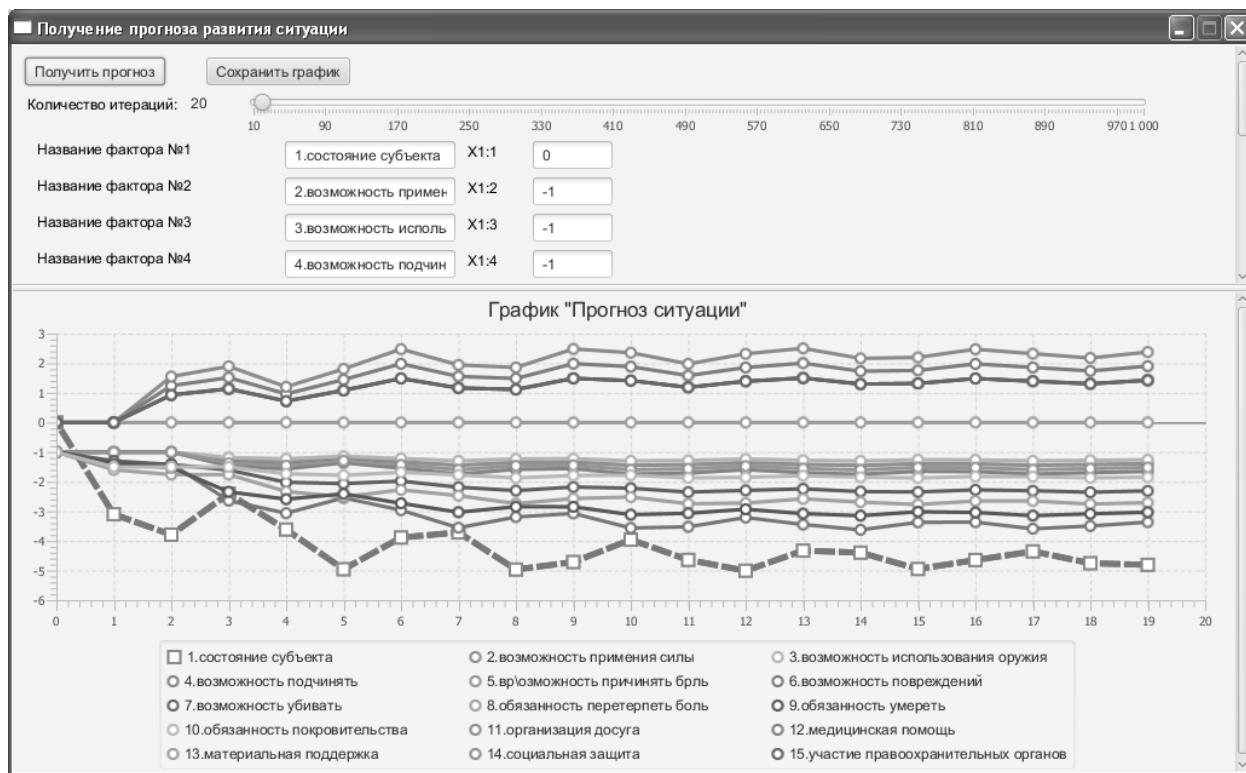 Получение прогноза развития ситуации
Получить прогноз Сохранить график
Количество итераций: 20
10 90 170 250 330 410 490 570 650 730 810 890 970 1 000
Название фактора №1 1.состояние субъекта X1:1 0
Название фактора №2 2.возможность примен X1:2 -1
Название фактора №3 3.возможность исполь. X1:3 -1
Название фактора №4 4.возможность подчин X1:4 -1
График "Прогноз ситуации"
3
2
1
0
-1
-2
-3
-4
-5
-6
0 1 2 3 4 5 6 7 8 9 10 11 12 13 14 15 16 17 18 19 20
1.состояние субъекта 2.возможность примения силы 3.возможность использования оружия
4.возможность подчинять 5.вр\озможность причинять брль 6.возможность повреждений
7.возможность убивать 8.обязанность перетерпеть боль 9.обязанность умереть
10.обязанность покровительства 11.организация досуга 12.медицинская помощь
13.материальная поддержка 14.социальная защита 15.участие правоохранительных органов